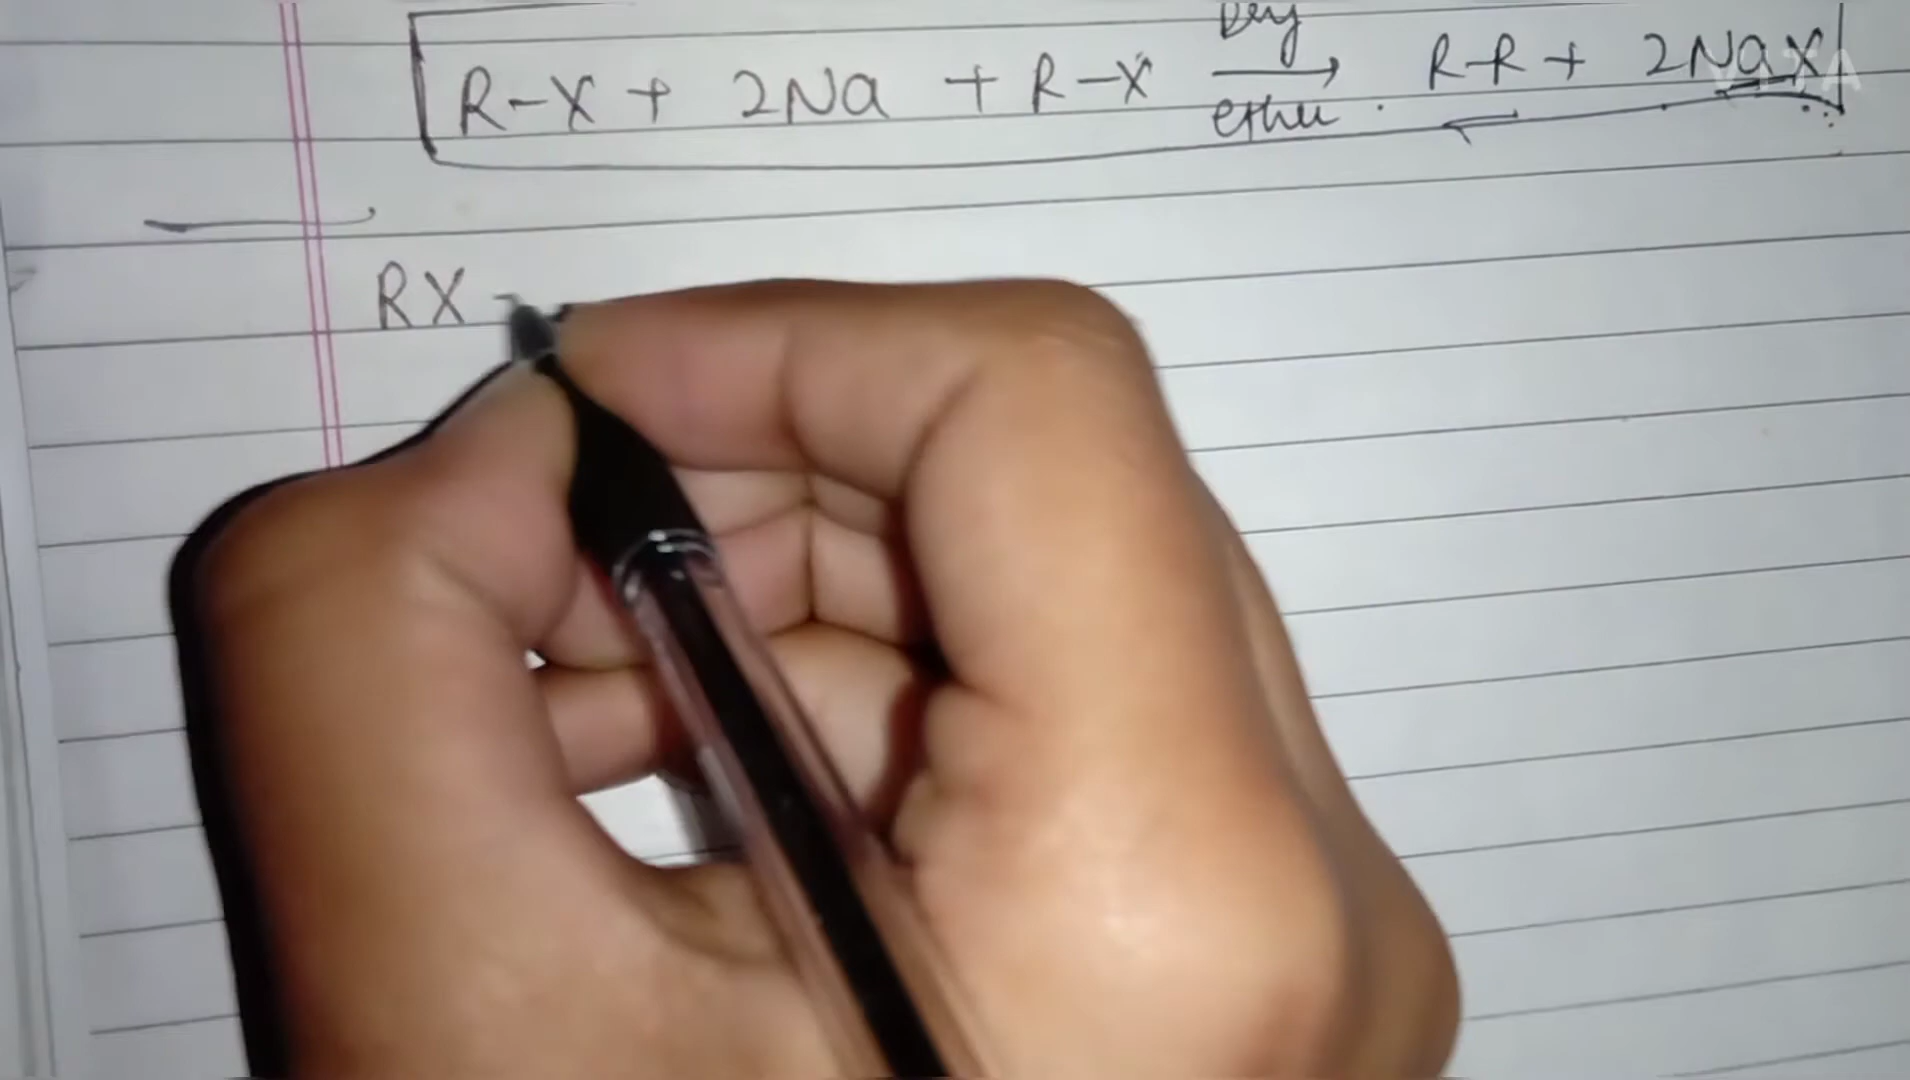 R-X + 2Na + R-X dry ether → R-R + 2NaX
RX